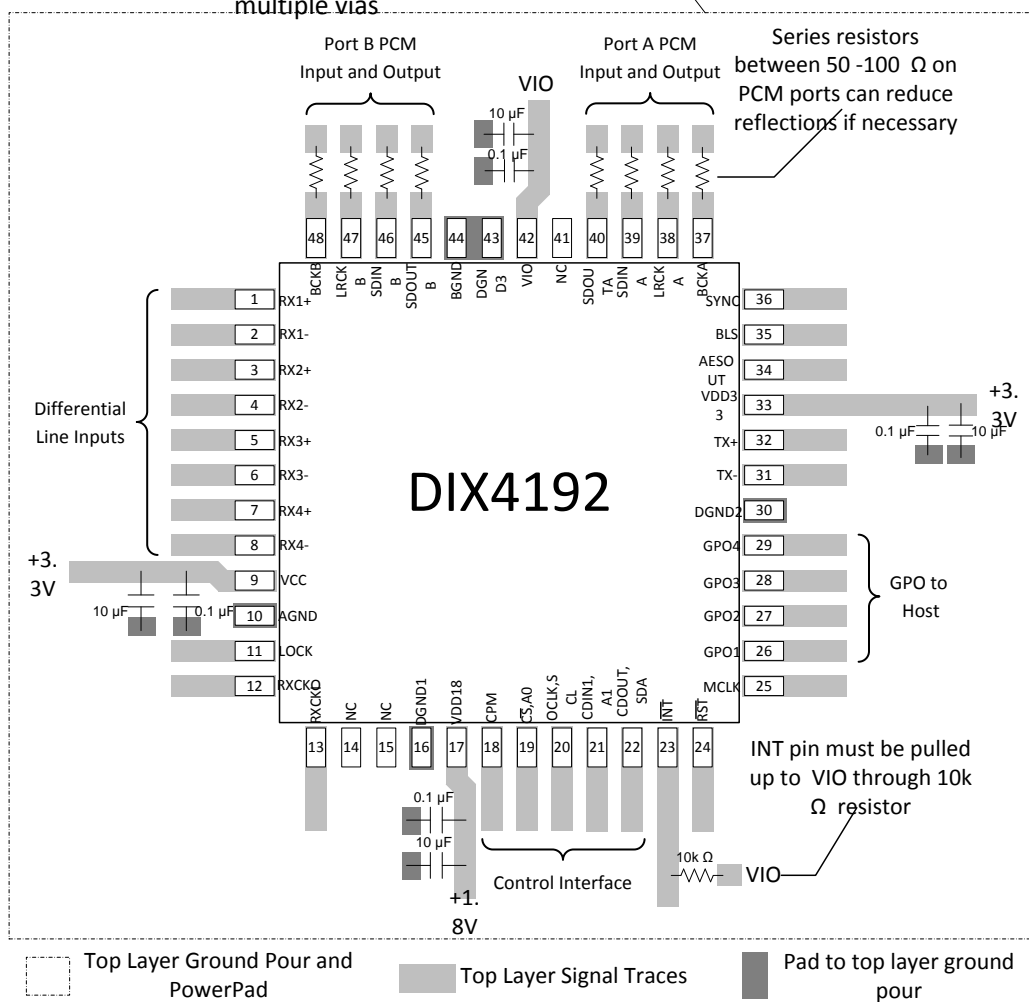 multiple vias
Port B PCM
Input and Output
Port A PCM
Input and Output
Series resistors
between 50 -100 Ω on
PCM ports can reduce
reflections if necessary
VIO
10 µF
0.1 µF
48
47
46
45
44
43
42
41
40
39
38
37
BCKB
LRCK
B
SDIN
B
SDOUT
B
BGND
DGN
D3
VIO
NC
SDOU
TA
SDIN
A
LRCK
A
BCKA
1 RX1+
2 RX1-
3 RX2+
4 RX2-
5 RX3+
6 RX3-
7 RX4+
8 RX4-
9 VCC
10 AGND
11 LOCK
12 RXCKO
Differential
Line Inputs
+3.
3V
10 µF
0.1 µF
DIX4192
SYNC 36
BLS 35
AESO
UT
34
VDD3
3
33
TX+ 32
TX- 31
DGND2 30
GPO4 29
GPO3 28
GPO2 27
GPO1 26
MCLK 25
+3.
3V
0.1 µF
10 µF
GPO to
Host
RXCKI
NC
NC
DGND1
VDD18
CPM
CS,A0
OCLK,S
CL
CDIN1,
A1
CDOUT,
SDA
INT
RST
13
14
15
16
17
18
19
20
21
22
23
24
0.1 µF
10 µF
+1.
8V
Control Interface
INT pin must be pulled
up to VIO through 10k
Ω resistor
10k Ω
VIO
Top Layer Ground Pour and
PowerPad
Top Layer Signal Traces
Pad to top layer ground
pour